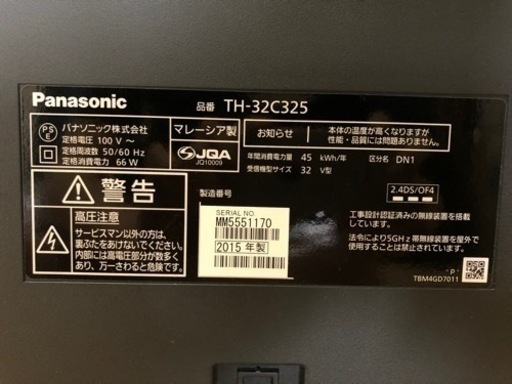 Panasonic
品番 TH-32C325
パナソニック株式会社
定格電圧 100 V ~
定格周波数 50/60 Hz
定格消費電力 66 W
マレーシア製
JQA
JQ10009
お知らせ
本体の温度が高くなりますが
性能・品質には問題ありません。
年間消費電力量 45 kWh/年
区分名 DN1
受信機型サイズ 32 V型
警告
高圧注意
サービスマン以外の方は、
裏ぶたをあけないでください。
内部には高電圧部分が数多く
あり、万一さわると危険です。
製造番号
SERIAL NO.
MM5551170
2015 年製
2.4DS/OF4
工事設計認証済みの無線装置を搭載
しています。
法令により5GHz帯無線装置を屋外で
使用することは禁止されています。
- p -
TBM4GD7011